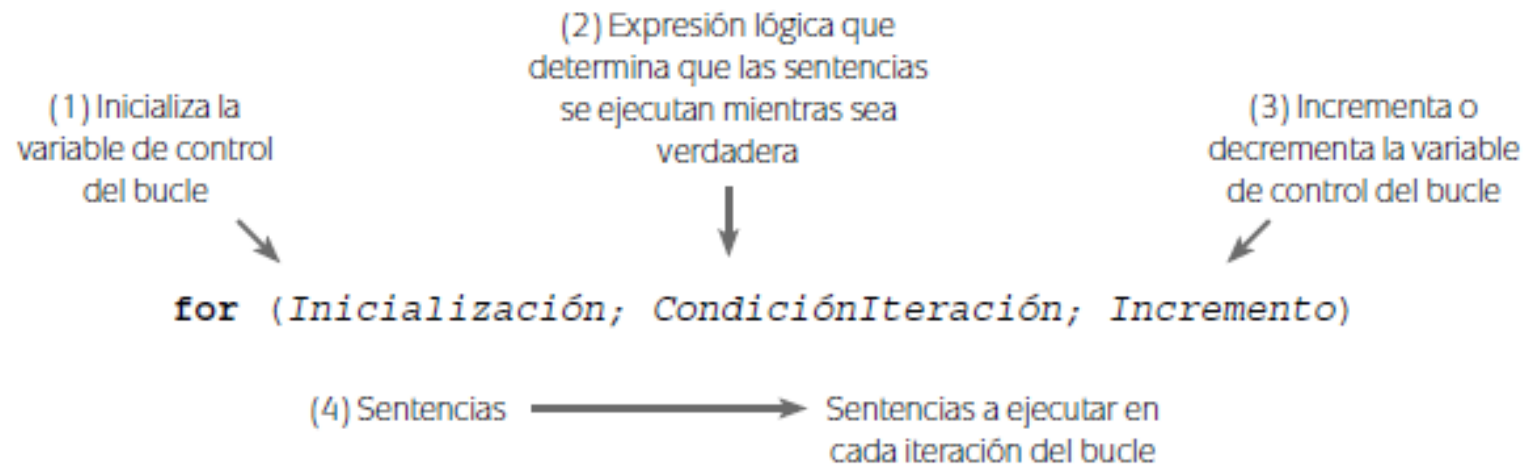 (1) Inicializa la
variable de control
del bucle
(2) Expresión lógica que
determina que las sentencias
se ejecutan mientras sea
verdadera
(3) Incrementa o
decrementa la variable
de control del bucle
for (Inicialización; CondiciónIteración; Incremento)
(4) Sentencias
Sentencias a ejecutar en
cada iteración del bucle